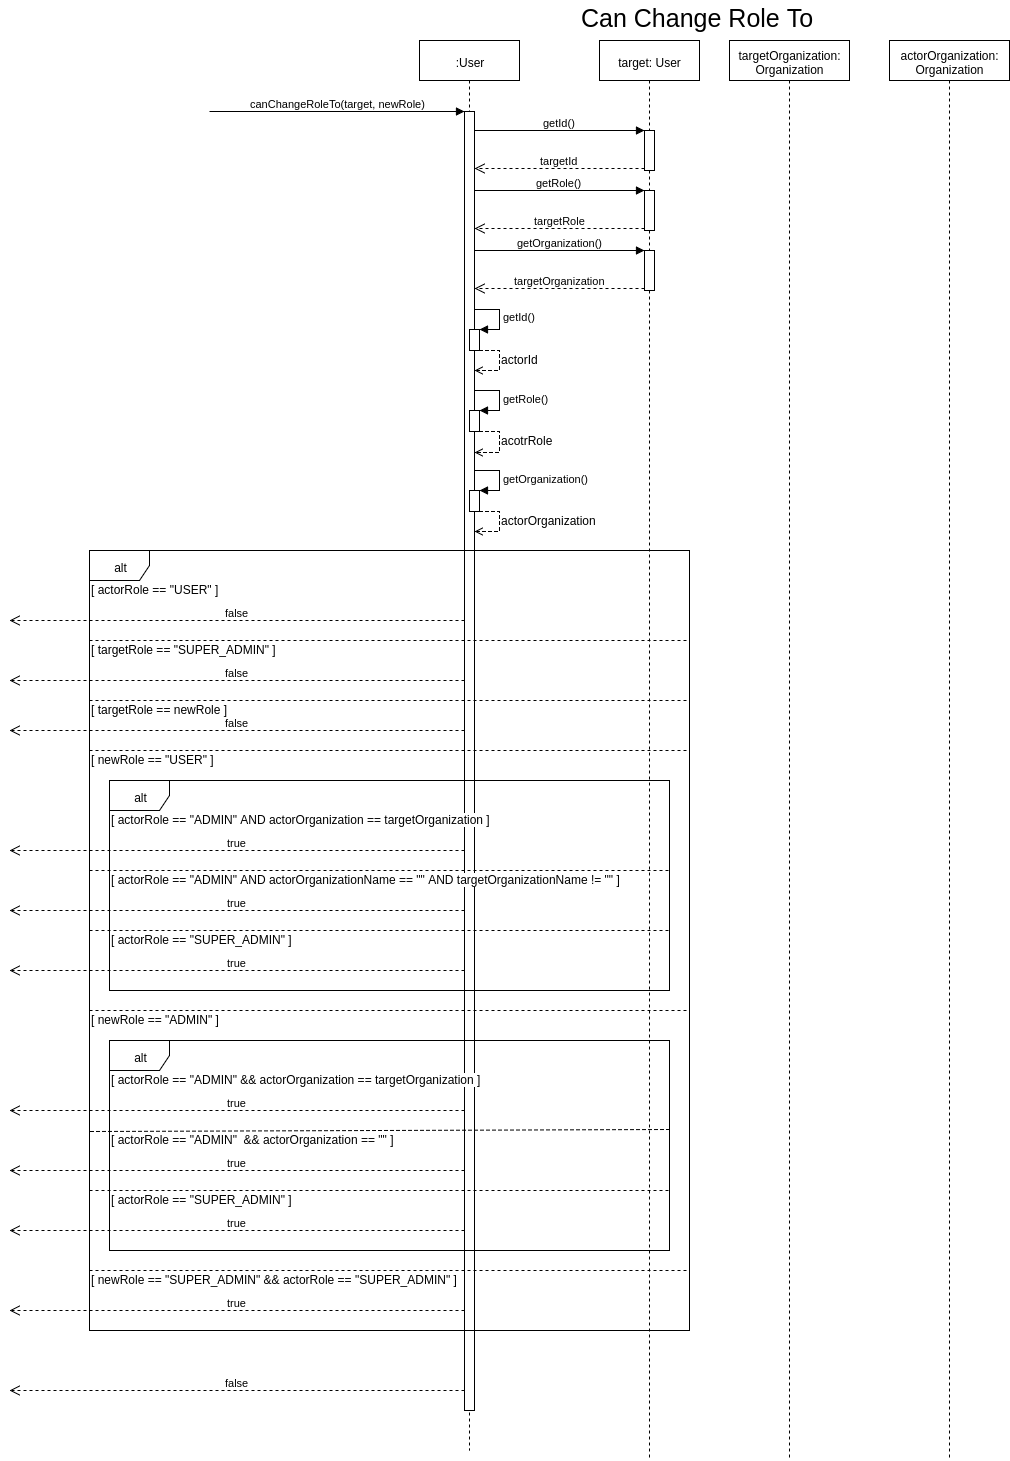 Can Change Role To
:User
target: User
targetOrganization:
Organization
actorOrganization:
Organization
canChangeRoleTo(target, newRole)
getId()
targetId
getRole()
targetRole
getOrganization()
targetOrganization
getId()
actorId
getRole()
acotrRole
getOrganization()
actorOrganization
alt
[ actorRole == "USER" ]
false
[ targetRole == "SUPER_ADMIN" ]
false
[ targetRole == newRole ]
false
[ newRole == "USER" ]
alt
[ actorRole == "ADMIN" AND actorOrganization == targetOrganization ]
true
[ actorRole == "ADMIN" AND actorOrganizationName == "" AND targetOrganizationName != "" ]
true
[ actorRole == "SUPER_ADMIN" ]
true
[ newRole == "ADMIN" ]
alt
[ actorRole == "ADMIN" && actorOrganization == targetOrganization ]
true
[ actorRole == "ADMIN"  && actorOrganization == "" ]
true
[ actorRole == "SUPER_ADMIN" ]
true
[ newRole == "SUPER_ADMIN" && actorRole == "SUPER_ADMIN" ]
true
false